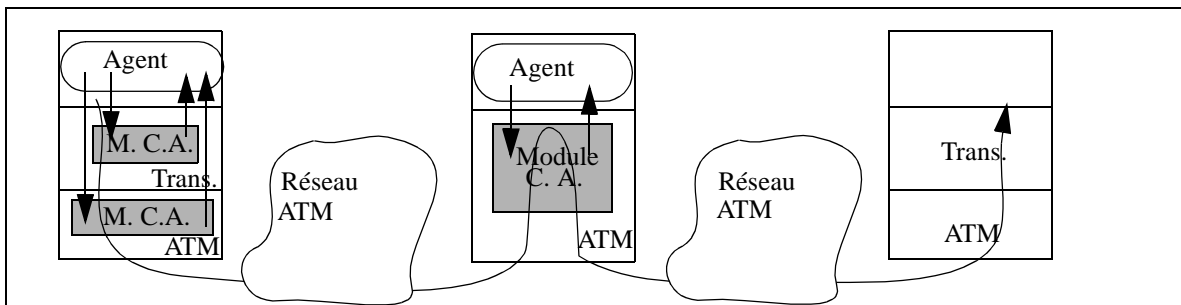 Agent
M. C.A.
Trans.
M. C.A.
ATM
Réseau
ATM
Agent
Module
C. A.
ATM
Réseau
ATM
Trans.
ATM